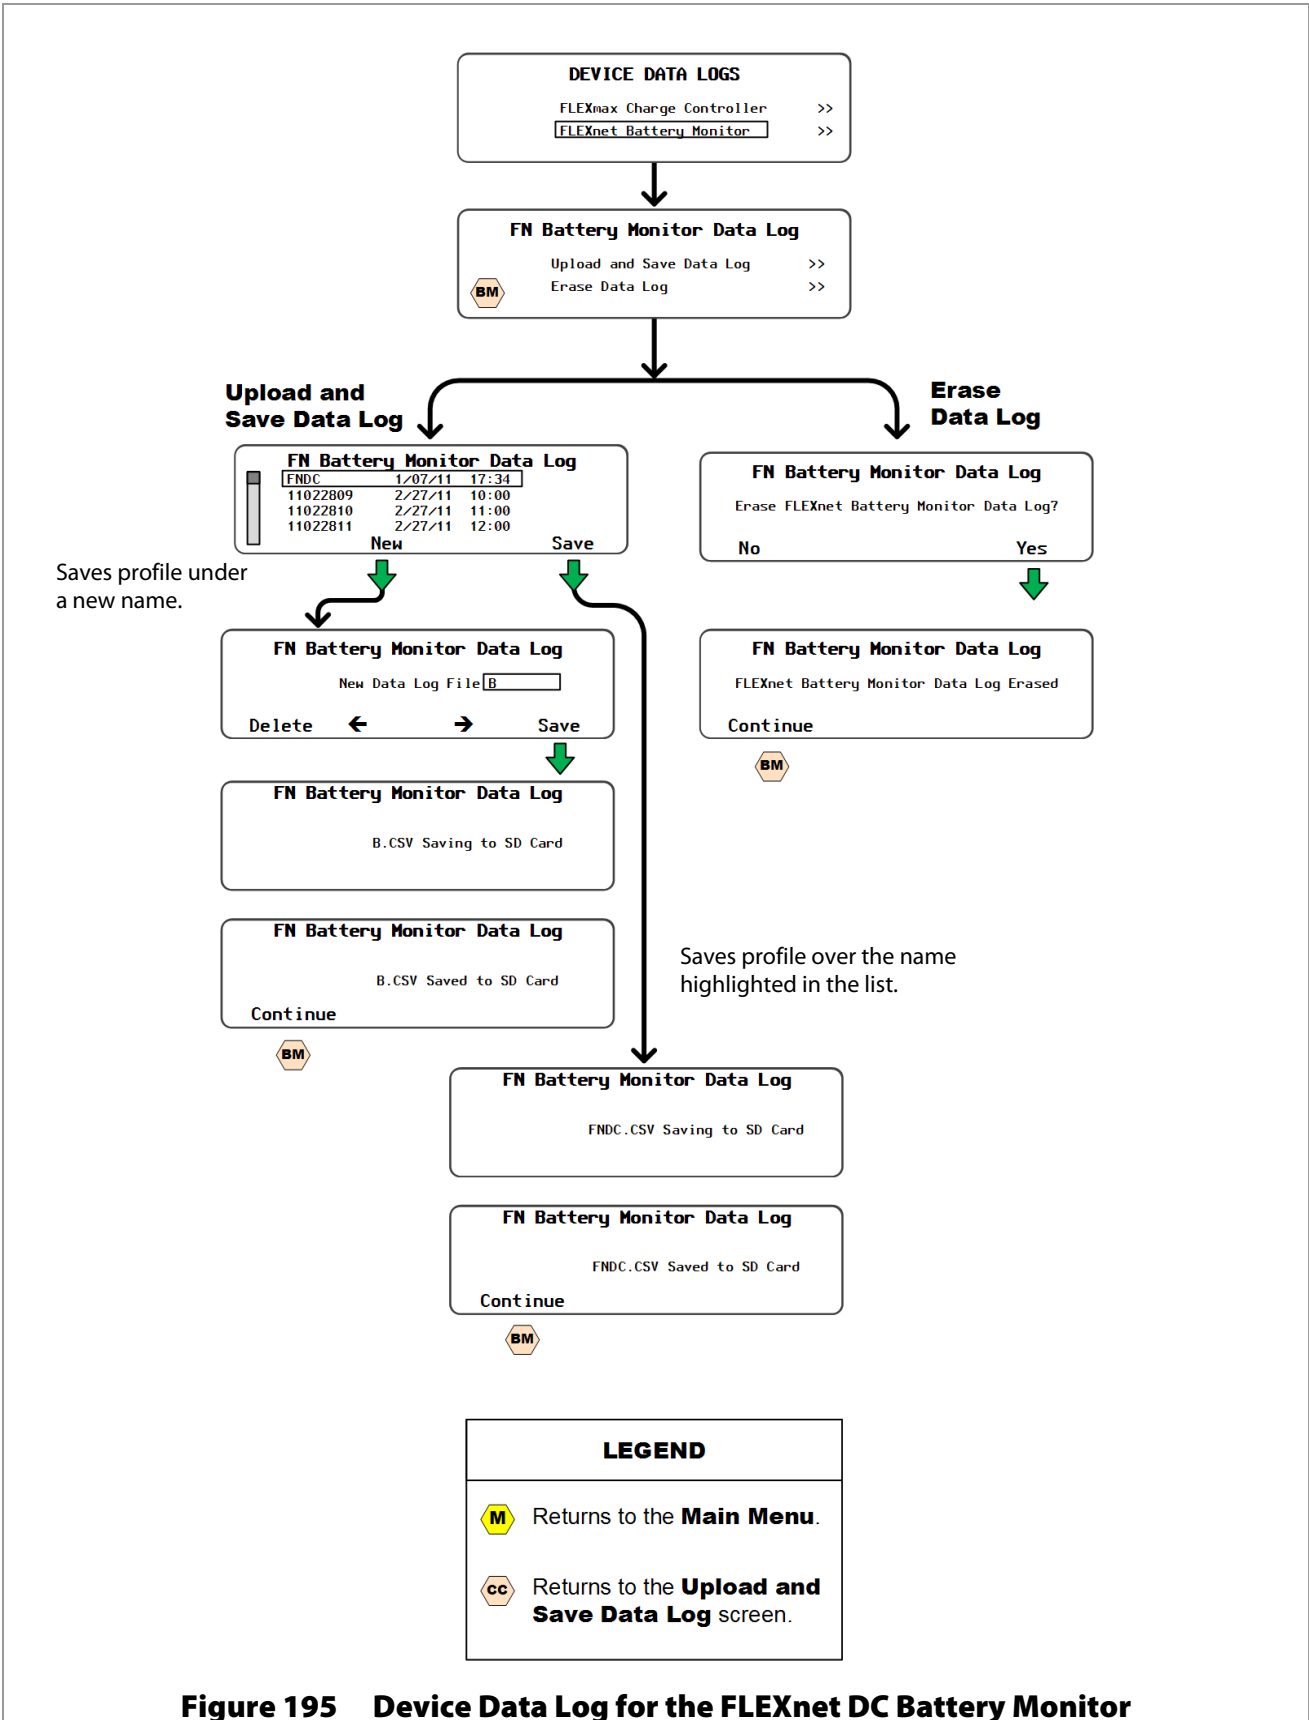 DEVICE DATA LOGS
FLEXmax Charge Controller >>
FLEXnet Battery Monitor >>
FN Battery Monitor Data Log
Upload and Save Data Log >>
Erase Data Log >>
BM
Upload and
Save Data Log
Erase
Data Log
FN Battery Monitor Data Log
FNDC 1/07/11 17:34
11022809 2/27/11 10:00
11022810 2/27/11 11:00
11022811 2/27/11 12:00
New Save
FN Battery Monitor Data Log
Erase FLEXnet Battery Monitor Data Log?
No Yes
Saves profile under
a new name.
FN Battery Monitor Data Log
New Data Log File B
Delete ← → Save
FN Battery Monitor Data Log
FLEXnet Battery Monitor Data Log Erased
Continue
BM
FN Battery Monitor Data Log
B.CSV Saving to SD Card
FN Battery Monitor Data Log
B.CSV Saved to SD Card
Continue
BM
Saves profile over the name
highlighted in the list.
FN Battery Monitor Data Log
FNDC.CSV Saving to SD Card
FN Battery Monitor Data Log
FNDC.CSV Saved to SD Card
Continue
BM
LEGEND
M Returns to the Main Menu.
CC Returns to the Upload and
Save Data Log screen.
Figure 195 Device Data Log for the FLEXnet DC Battery Monitor